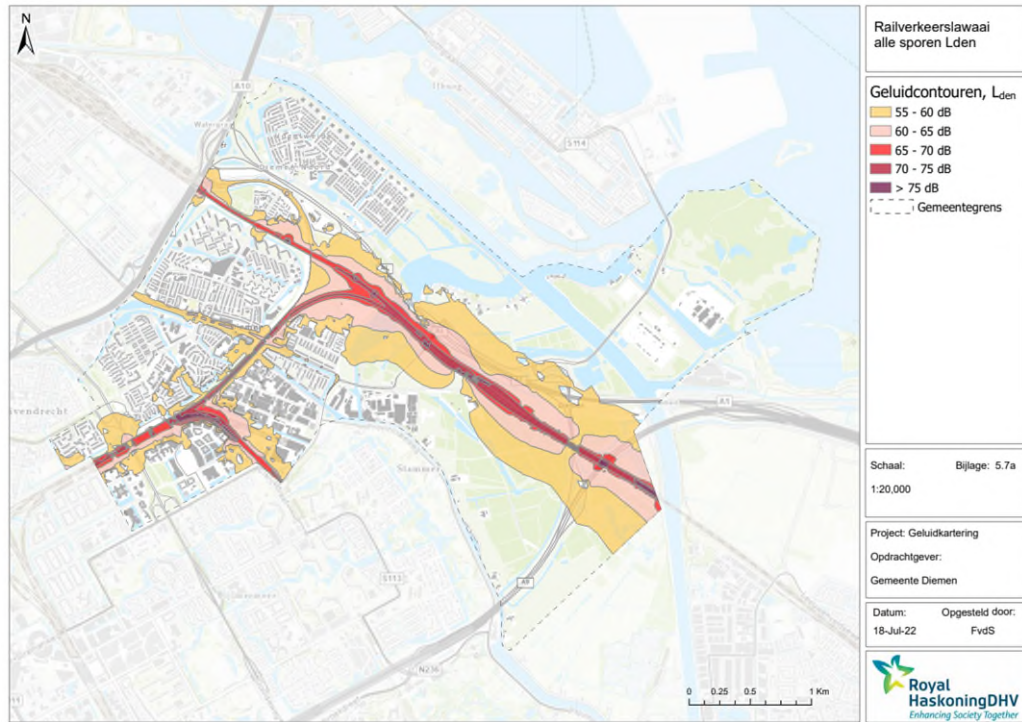 N
A10
IJburg
S114
A1
Stammer
S113
A9
N236
0 0.25 0.5 1 Km
Railverkeerslawaai
alle sporen Lden
Geluidcontouren, Lden
55 - 60 dB
60 - 65 dB
65 - 70 dB
70 - 75 dB
> 75 dB
Gemeentegrens
Schaal: Bijlage: 5.7a
1:20,000
Project: Geluidkartering
Opdrachtgever:
Gemeente Diemen
Datum: Opgesteld door:
18-Jul-22 FvdS
Royal
HaskoningDHV
Enhancing Society Together